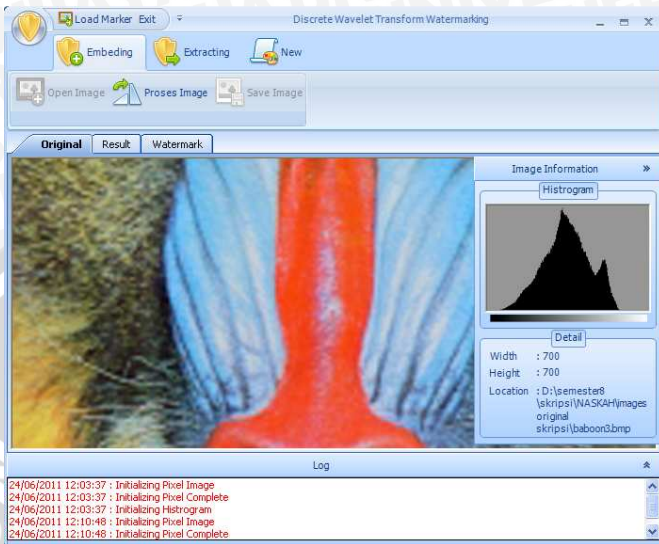 Load Marker Exit
Discrete Wavelet Transform Watermarking
Embeding Extracting New
Open Image Proses Image Save Image
Original Result Watermark
Image Information
Histrogram
Detail
Width : 700
Height : 700
Location : D:\semester8
\skripsi\NASKAH\images
original
skripsi\baboon3.bmp
Log
24/06/2011 12:03:37 : Initializing Pixel Image
24/06/2011 12:03:37 : Initializing Pixel Complete
24/06/2011 12:03:37 : Initializing Histrogram
24/06/2011 12:10:48 : Initializing Pixel Image
24/06/2011 12:10:48 : Initializing Pixel Complete